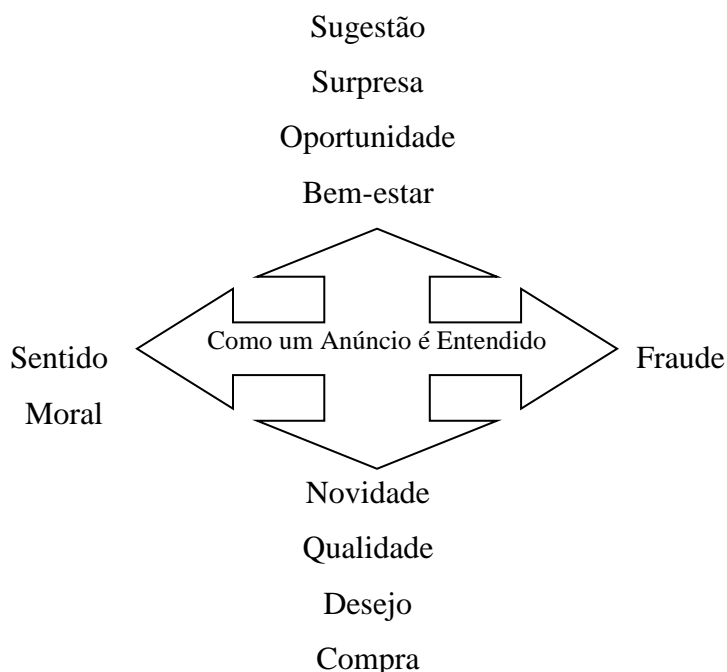 Sugestão
Surpresa
Oportunidade
Bem-estar
Como um Anúncio é Entendido
Sentido
Moral
Fraude
Novidade
Qualidade
Desejo
Compra